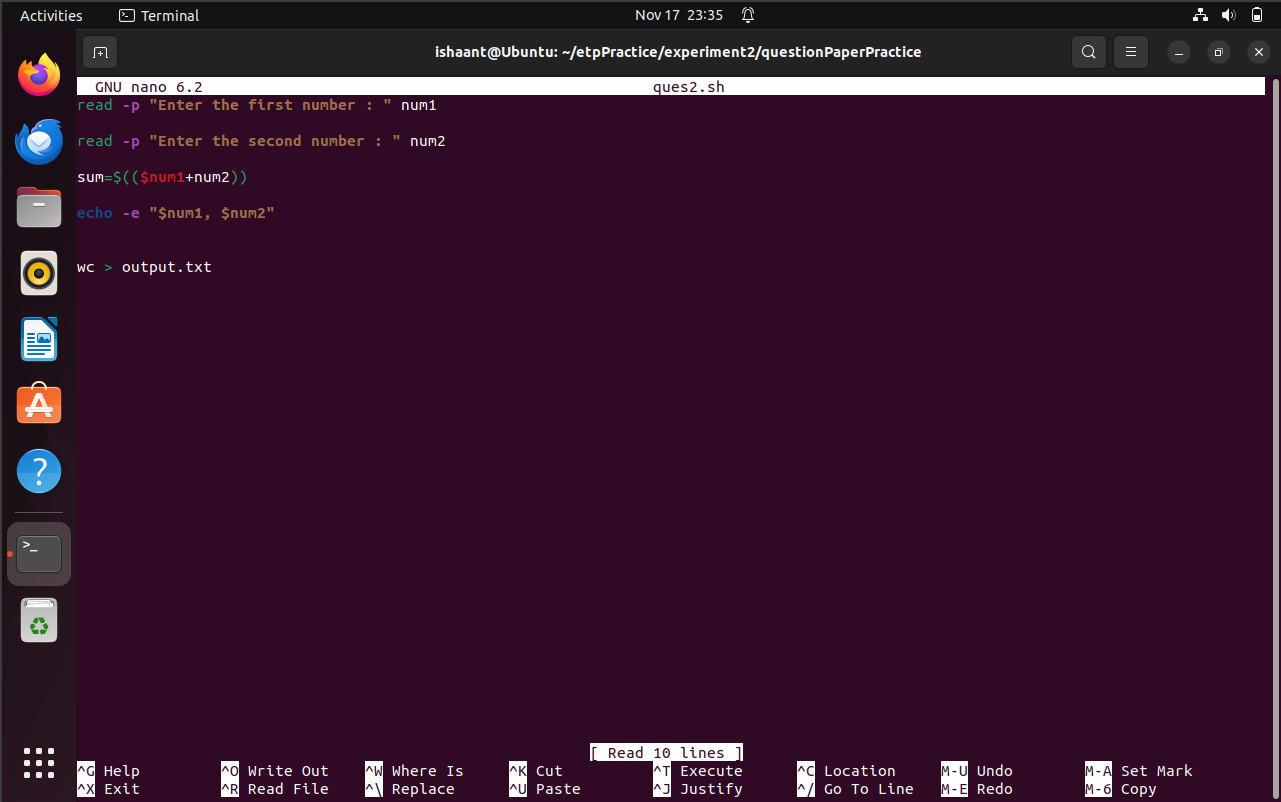 Activities Terminal Nov 17 23:35
ishaant@Ubuntu: ~/etpPractice/experiment2/questionPaperPractice
GNU nano 6.2 ques2.sh
read -p "Enter the first number : " num1
read -p "Enter the second number : " num2
sum=$(($num1+num2))
echo -e "$num1, $num2"
wc > output.txt
[ Read 10 lines ]
^G Help ^O Write Out ^W Where Is ^K Cut ^T Execute ^C Location M-U Undo M-A Set Mark
^X Exit ^R Read File ^\ Replace ^U Paste ^J Justify ^/ Go To Line M-E Redo M-6 Copy